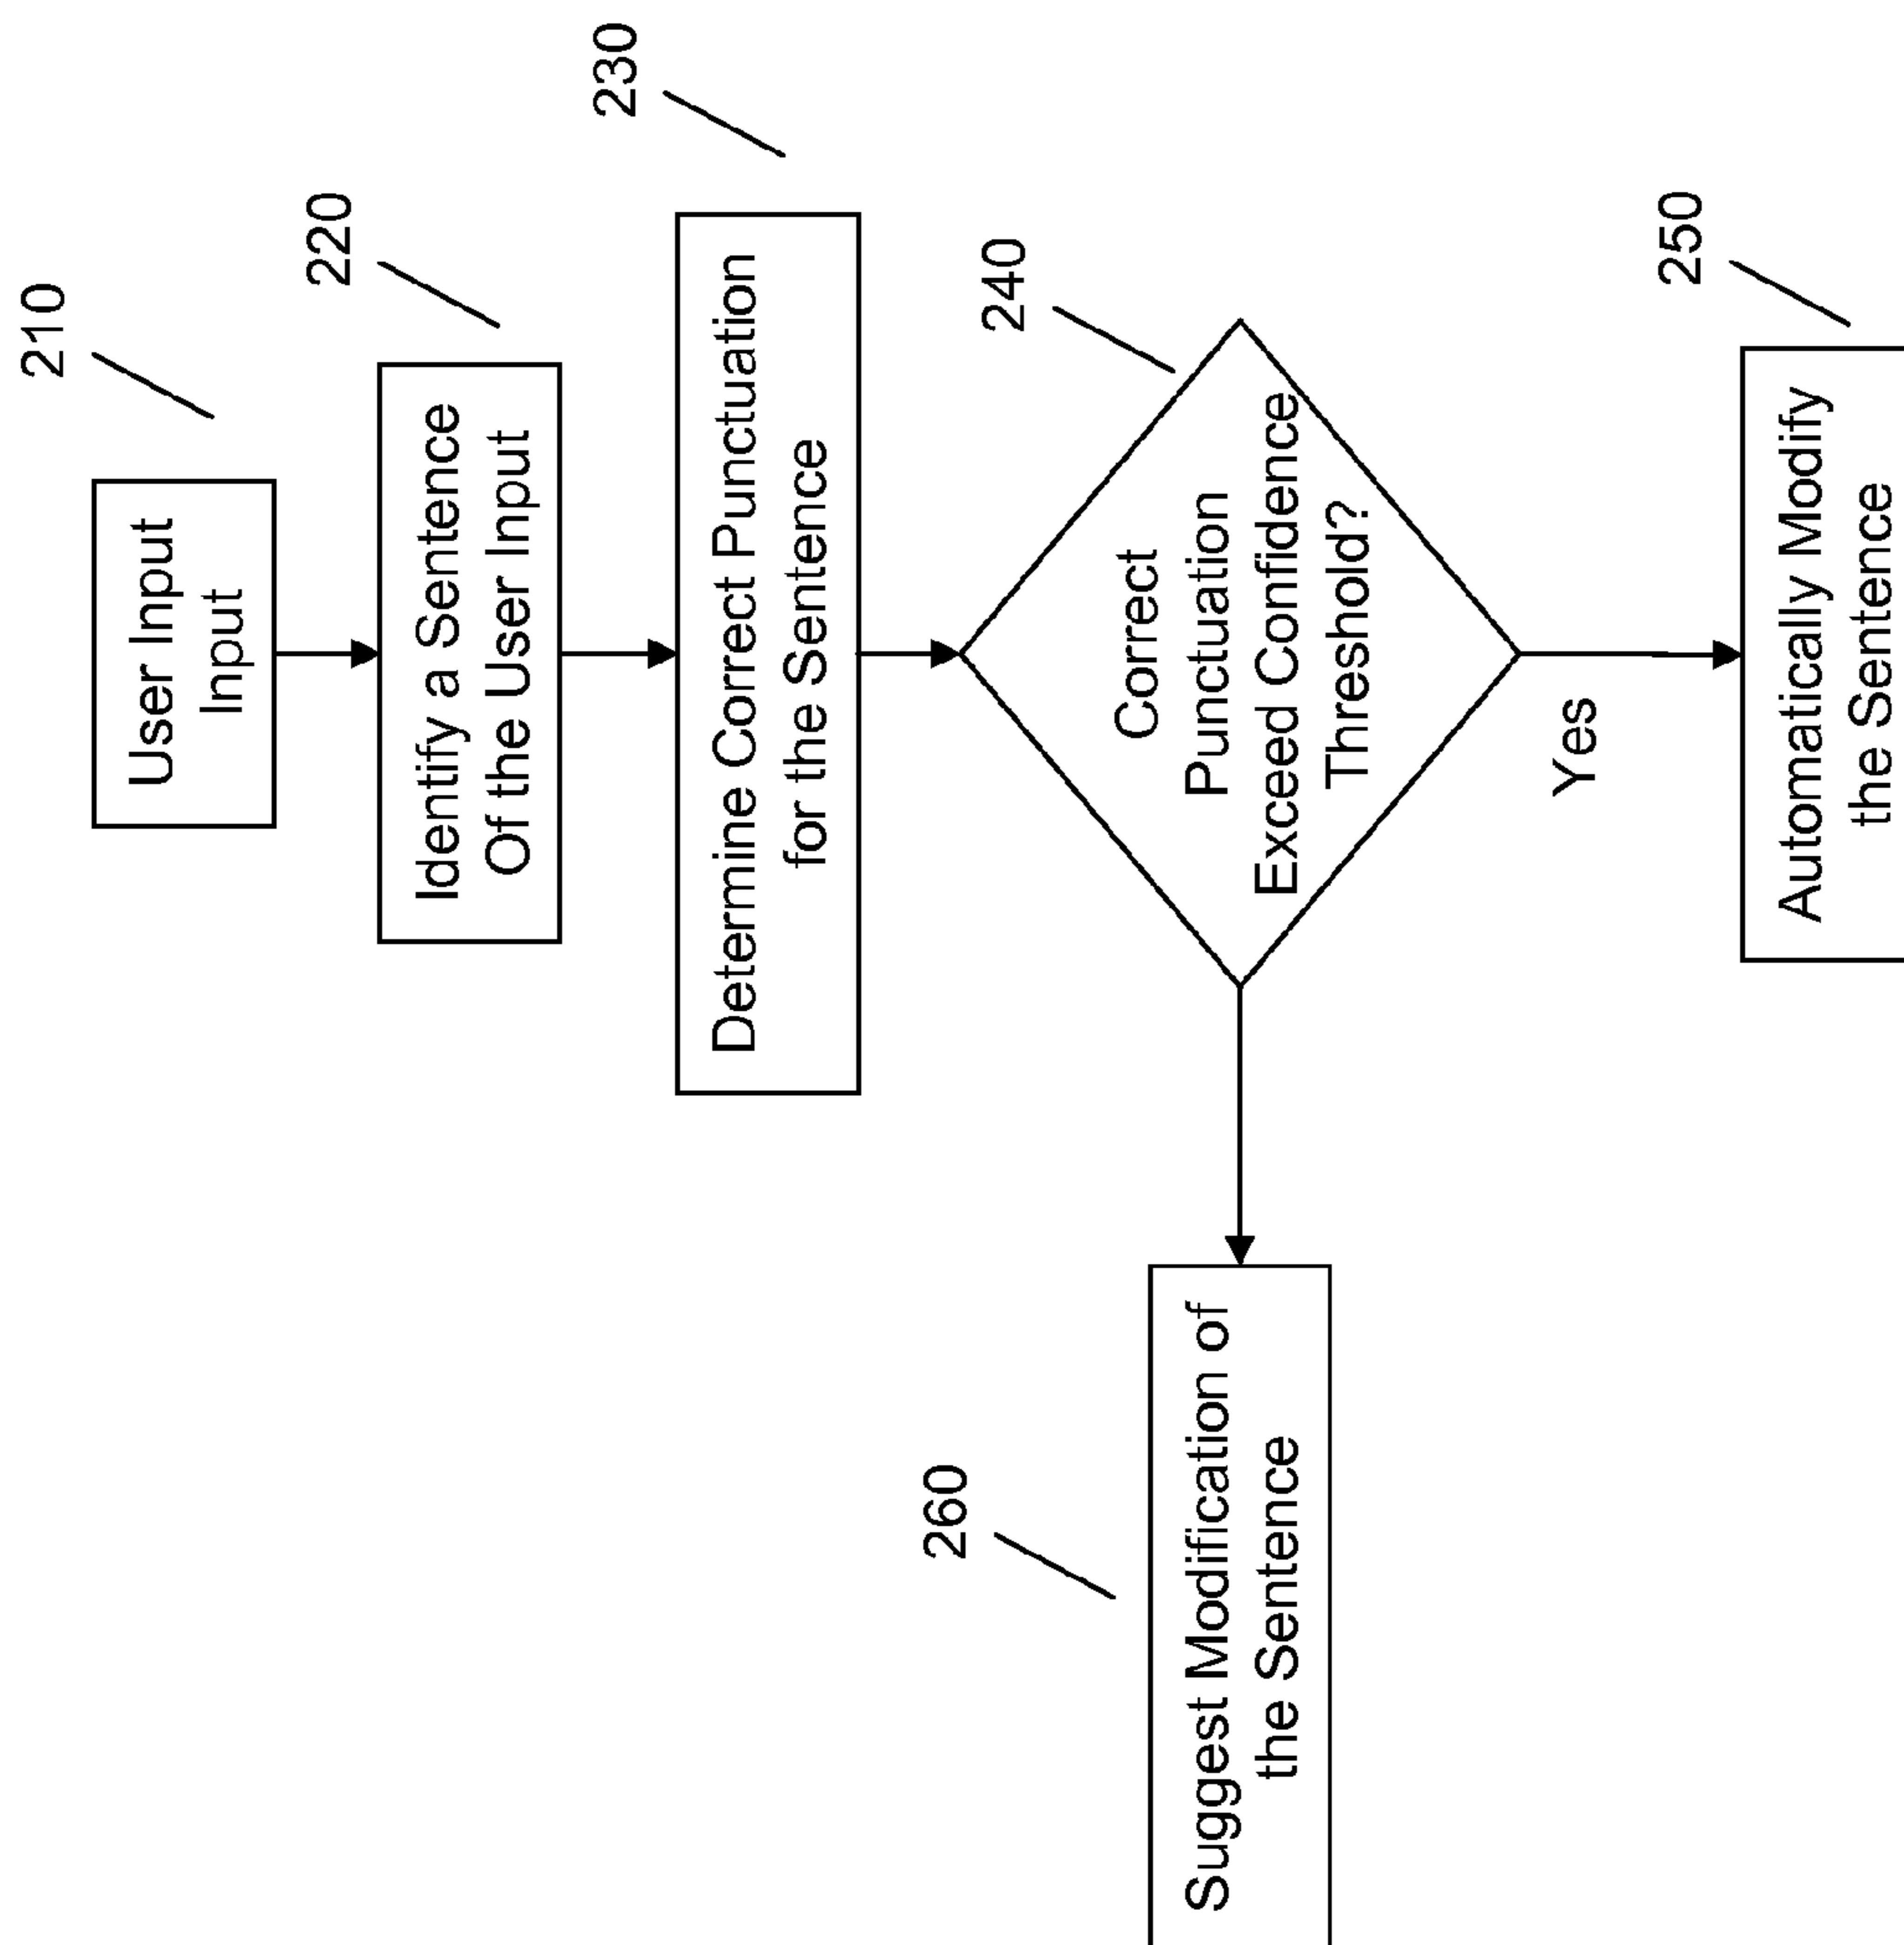 210
User Input
Input
220
Identify a Sentence
Of the User Input
230
Determine Correct Punctuation
for the Sentence
240
Correct
Punctuation
Exceed Confidence
Threshold?
Yes
250
Automatically Modify
the Sentence
260
Suggest Modification of
the Sentence